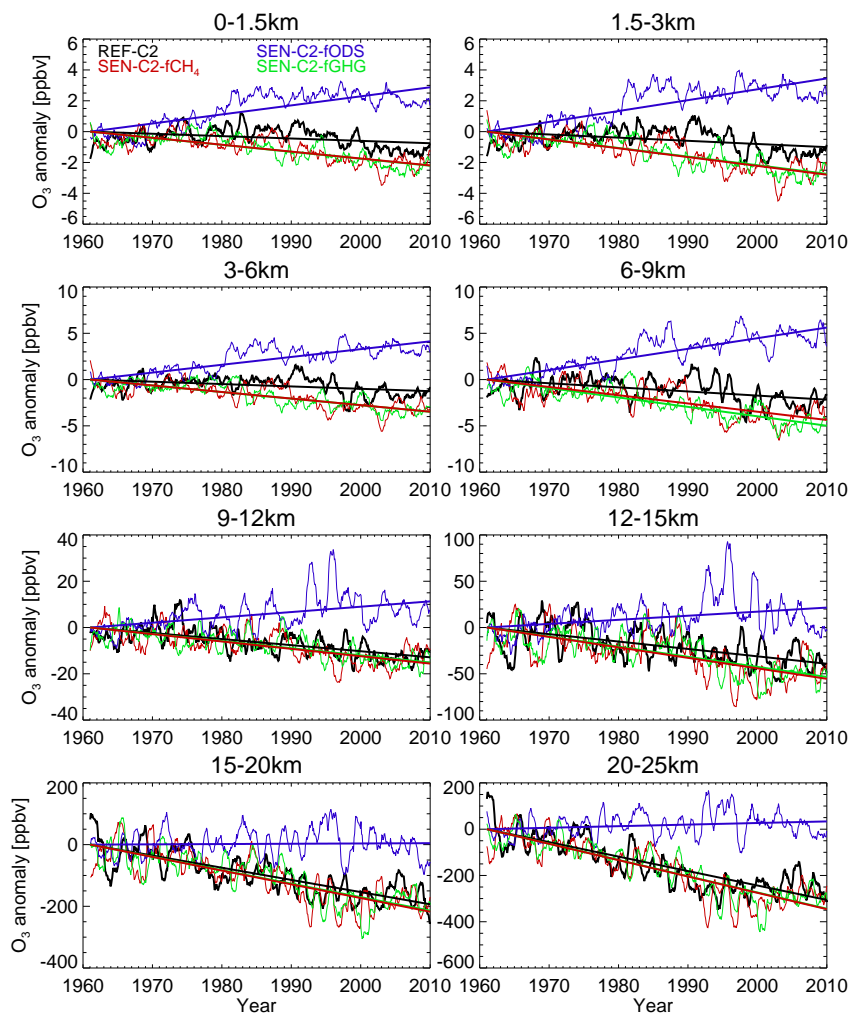 0-1.5km
1.5-3km
6
4
2
0
-2
-4
-6
O3 anomaly [ppbv]
REF-C2
SEN-C2-fODS
SEN-C2-fCH4
SEN-C2-fGHG
1960 1970 1980 1990 2000 2010
6
4
2
0
-2
-4
-6
1960 1970 1980 1990 2000 2010
3-6km
6-9km
10
5
0
-5
-10
O3 anomaly [ppbv]
1960 1970 1980 1990 2000 2010
10
5
0
-5
-10
1960 1970 1980 1990 2000 2010
9-12km
12-15km
40
20
0
-20
-40
O3 anomaly [ppbv]
1960 1970 1980 1990 2000 2010
100
50
0
-50
-100
1960 1970 1980 1990 2000 2010
15-20km
20-25km
200
0
-200
-400
O3 anomaly [ppbv]
1960 1970 1980 1990 2000 2010
Year
200
0
-200
-400
-600
1960 1970 1980 1990 2000 2010
Year